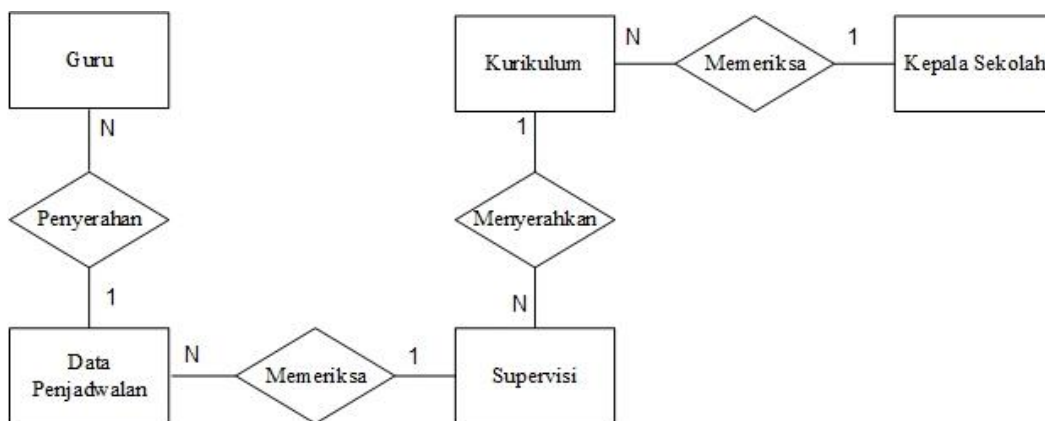 Guru
Kurikulum
N
Memeriksa
1
Kepala Sekolah
N
1
Penyerahan
Menyerahkan
1
N
Data
Penjadwalan
N
Memeriksa
1
Supervisi